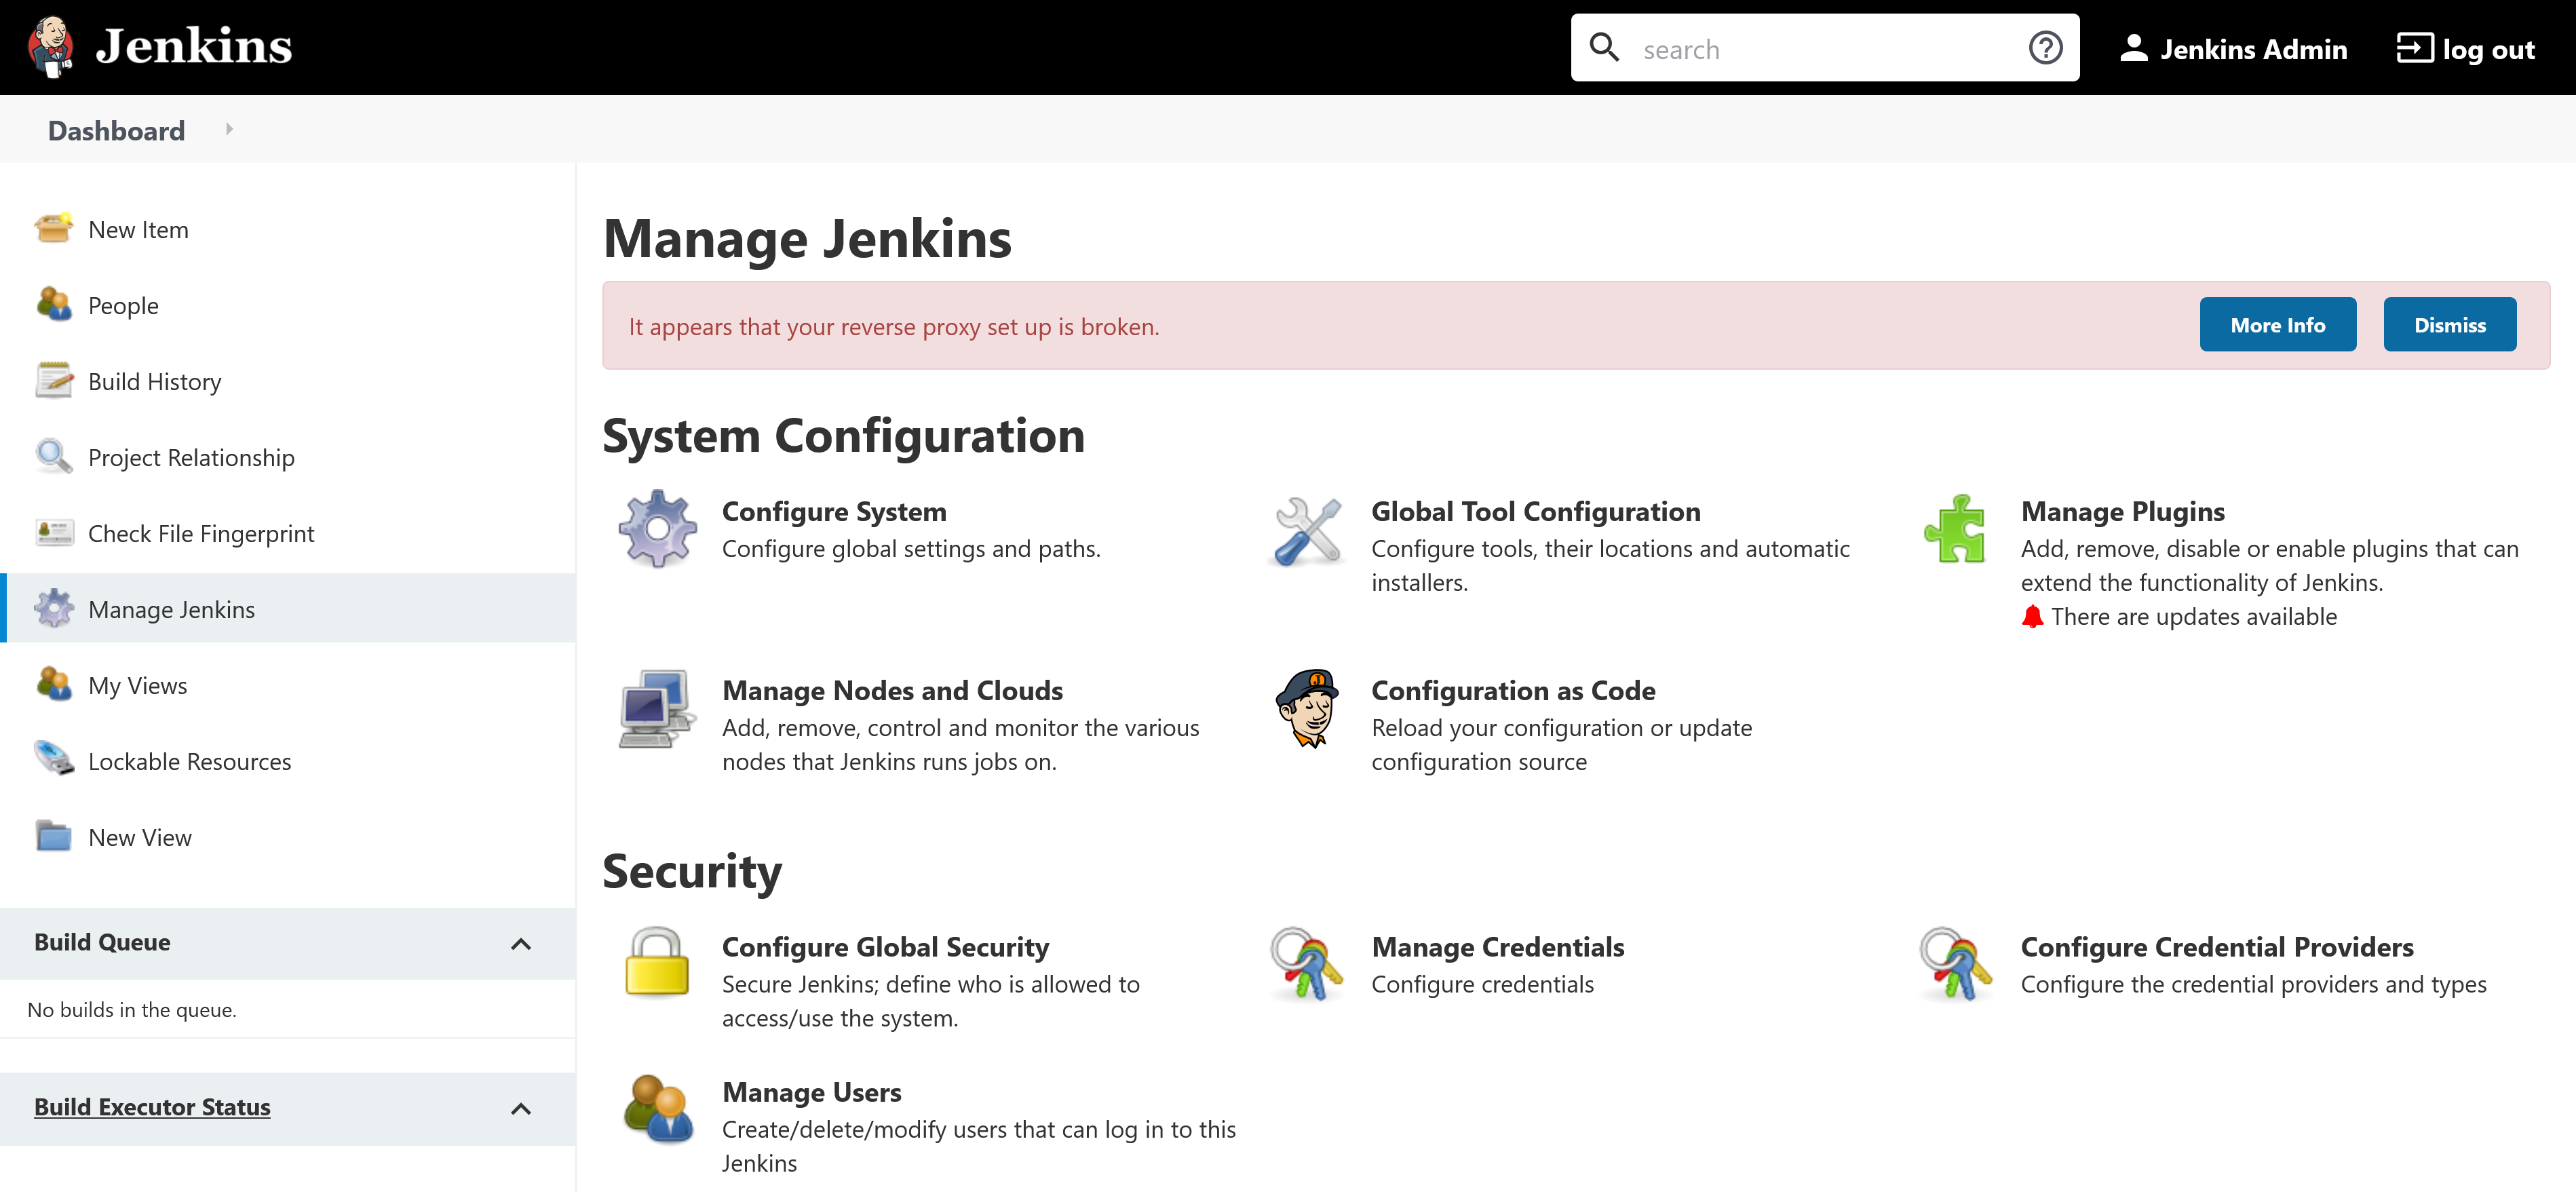 Jenkins
search
Jenkins Admin
log out
Dashboard
New Item
People
Build History
Project Relationship
Check File Fingerprint
Manage Jenkins
My Views
Lockable Resources
New View
Build Queue
No builds in the queue.
Build Executor Status
Manage Jenkins
It appears that your reverse proxy set up is broken.
More Info
Dismiss
System Configuration
Configure System
Configure global settings and paths.
Global Tool Configuration
Configure tools, their locations and automatic
installers.
Manage Plugins
Add, remove, disable or enable plugins that can
extend the functionality of Jenkins.
There are updates available
Manage Nodes and Clouds
Add, remove, control and monitor the various
nodes that Jenkins runs jobs on.
Configuration as Code
Reload your configuration or update
configuration source
Security
Configure Global Security
Secure Jenkins; define who is allowed to
access/use the system.
Manage Credentials
Configure credentials
Configure Credential Providers
Configure the credential providers and types
Manage Users
Create/delete/modify users that can log in to this
Jenkins